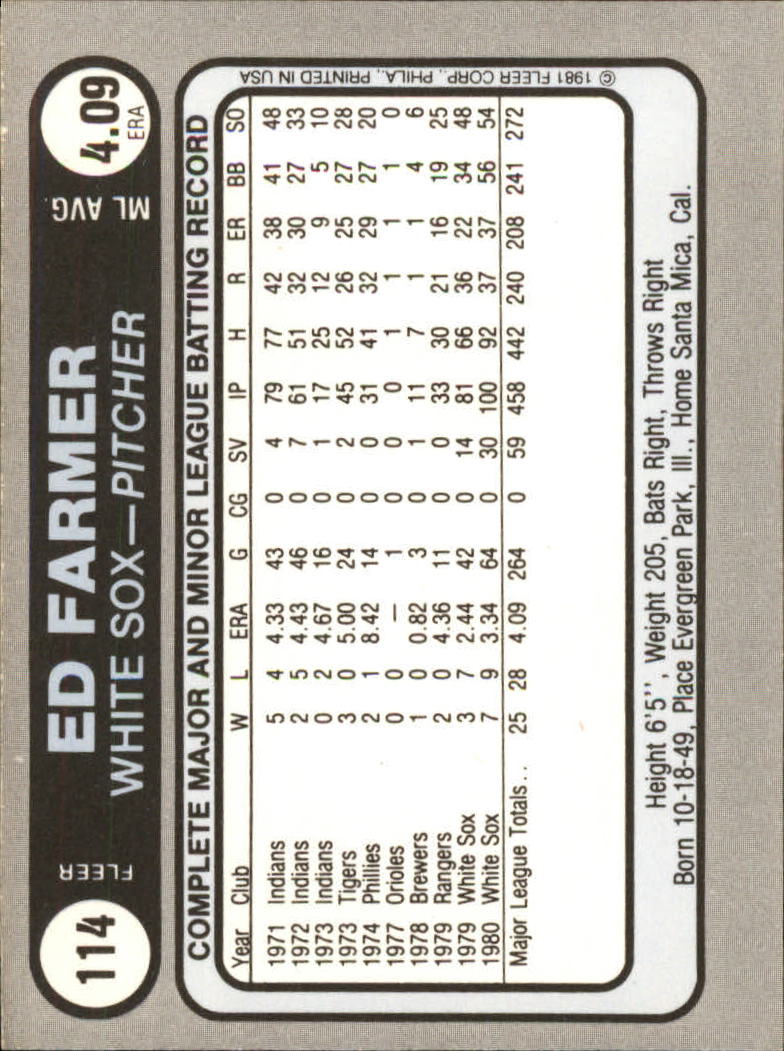 114 FLEER ED FARMER ML AVG. 4.09
WHITE SOX—PITCHER ERA
COMPLETE MAJOR AND MINOR LEAGUE BATTING RECORD
Year Club W L ERA G CG SV IP H R ER BB SO
1971 Indians 5 4 4.33 43 0 4 79 77 42 38 41 48
1972 Indians 2 5 4.43 46 0 7 61 51 32 30 27 33
1973 Indians 0 2 4.67 16 0 1 17 25 12 9 5 10
1973 Tigers 3 0 5.00 24 0 2 45 52 26 25 27 28
1974 Phillies 2 1 8.42 14 0 0 31 41 32 29 27 20
1977 Orioles 0 0 — 1 0 0 0 1 1 1 1 0
1978 Brewers 1 0 0.82 3 0 1 11 7 1 1 4 6
1979 Rangers 2 0 4.36 11 0 0 33 30 21 16 19 25
1979 White Sox 3 7 2.44 42 0 14 81 66 36 22 34 48
1980 White Sox 7 9 3.34 64 0 30 100 92 37 37 56 54
Major League Totals... 25 28 4.09 264 0 59 458 442 240 208 241 272
Height 6'5'', Weight 205, Bats Right, Throws Right
Born 10-18-49, Place Evergreen Park, Ill., Home Santa Mica, Cal.
© 1981 FLEER CORP., PHILA., PRINTED IN USA